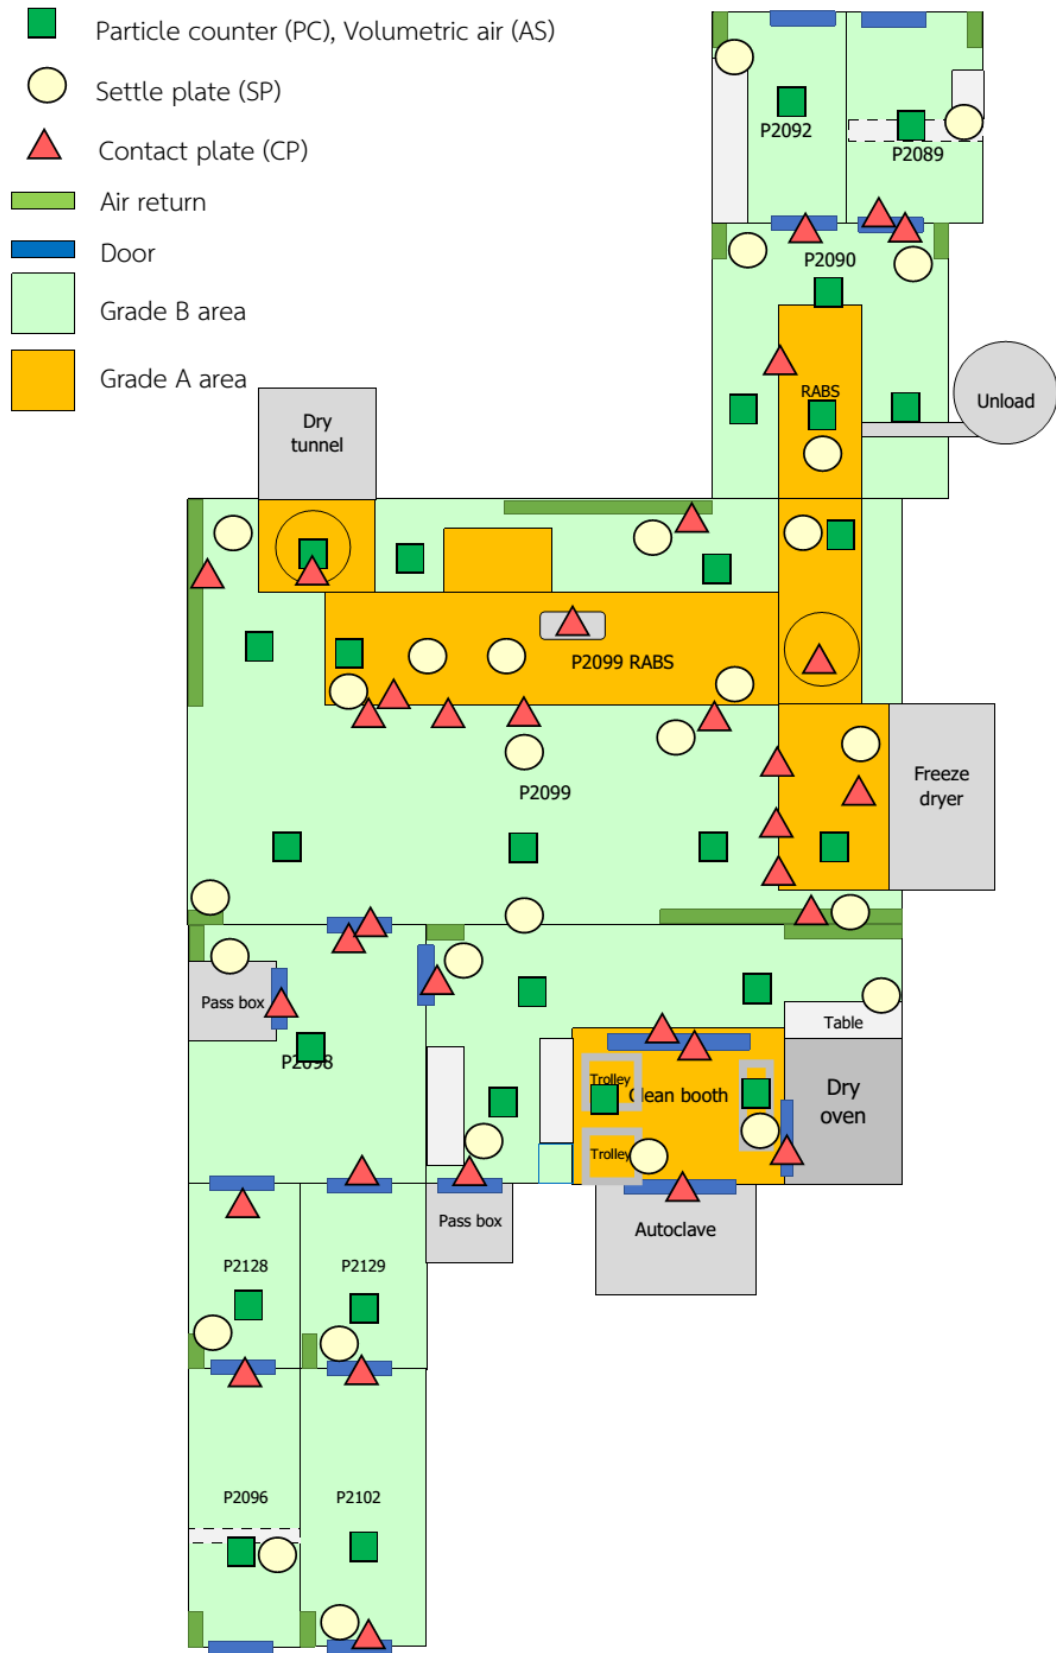 Particle counter (PC), Volumetric air (AS)
Settle plate (SP)
Contact plate (CP)
Air return
Door
Grade B area
Grade A area
P2092
P2089
P2090
RABS
Unload
Dry
tunnel
P2099 RABS
P2099
Freeze
dryer
Pass box
P2098
Table
Trolley
Clean booth
Dry
oven
Trolley
Pass box
Autoclave
P2128
P2129
P2096
P2102